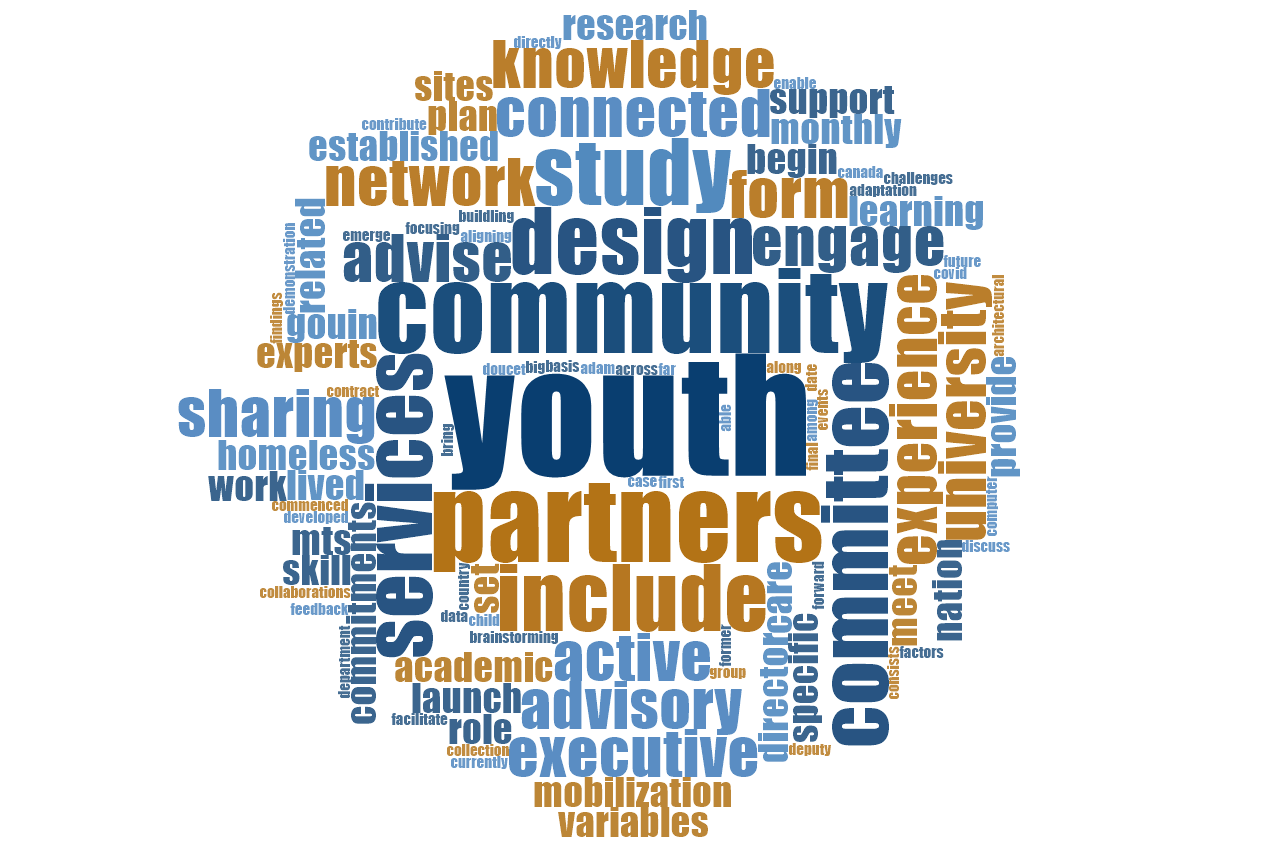 research
directly
knowledge
sites
enable
support
plan
connected
contribute
monthly
established
study
begin
network
form
canada
challenges
adaptation
learning
related
buildling
design
focusing
engage
emerge
advise
aligning
demonstration
future
covid
community
experience
university
architectural
findings
gouin
experts
services
youth
doucet
big
basis
adam
across
far
along
date
committee
provide
contract
sharing
events
among
able
bring
homeless
final
work
lived
case
first
partners
commenced
developed
commitments
computer
mts
discuss
skill
nation
include
set
country
care
forward
meet
collaborations
feedback
data
child
specific
brainstorming
former
department
active
director
consists
factors
academic
group
launch
advisory
facilitate
role
executive
collection
deputy
currently
mobilization
variables